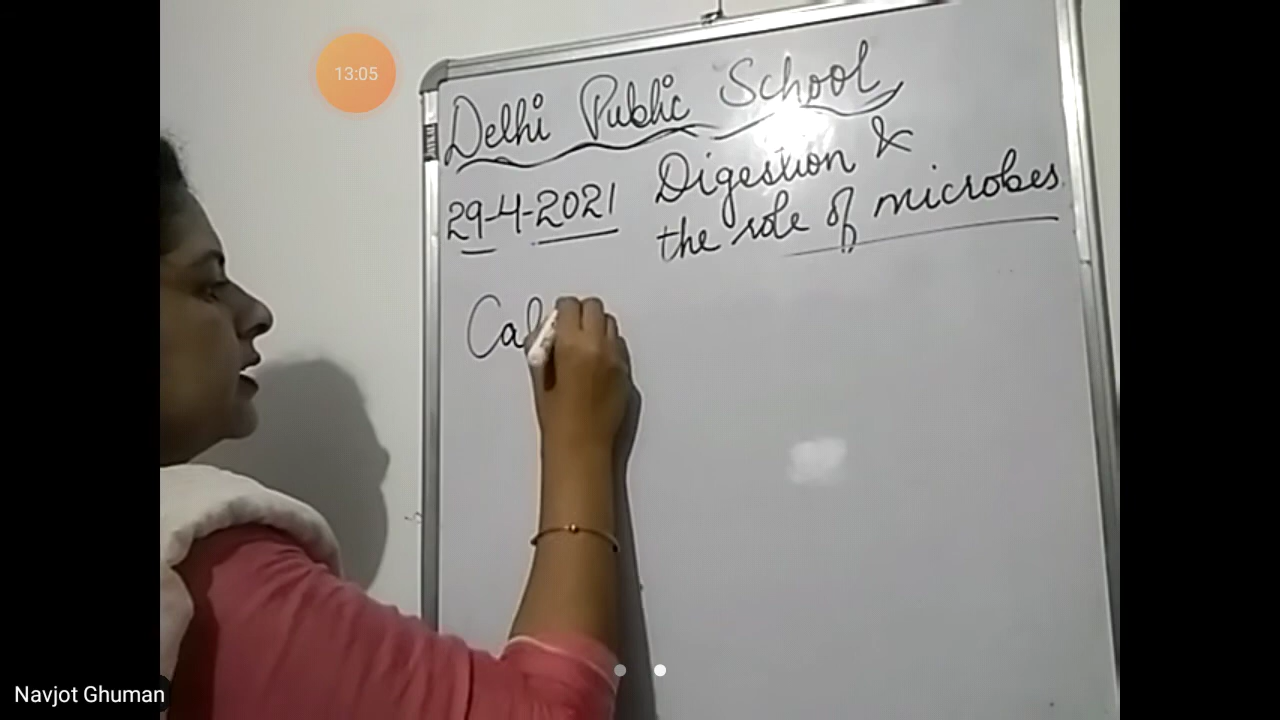 13:05
Delhi Public School
29-4-2021
Digestion &
the role of microbes
Navjot Ghuman